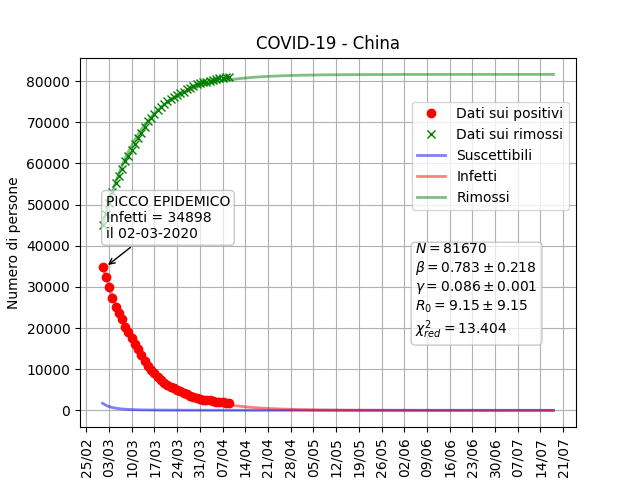 COVID-19 - China
Numero di persone
80000
70000
60000
50000
40000
30000
20000
10000
0
Dati sui positivi
Dati sui rimossi
Suscettibili
Infetti
Rimossi
PICCO EPIDEMICO
Infetti = 34898
il 02-03-2020
N = 81670
β = 0.783 ± 0.218
γ = 0.086 ± 0.001
R₀ = 9.15 ± 9.15
χ²red = 13.404
25/02
03/03
10/03
17/03
24/03
31/03
07/04
14/04
21/04
28/04
05/05
12/05
19/05
26/05
02/06
09/06
16/06
23/06
30/06
07/07
14/07
21/07